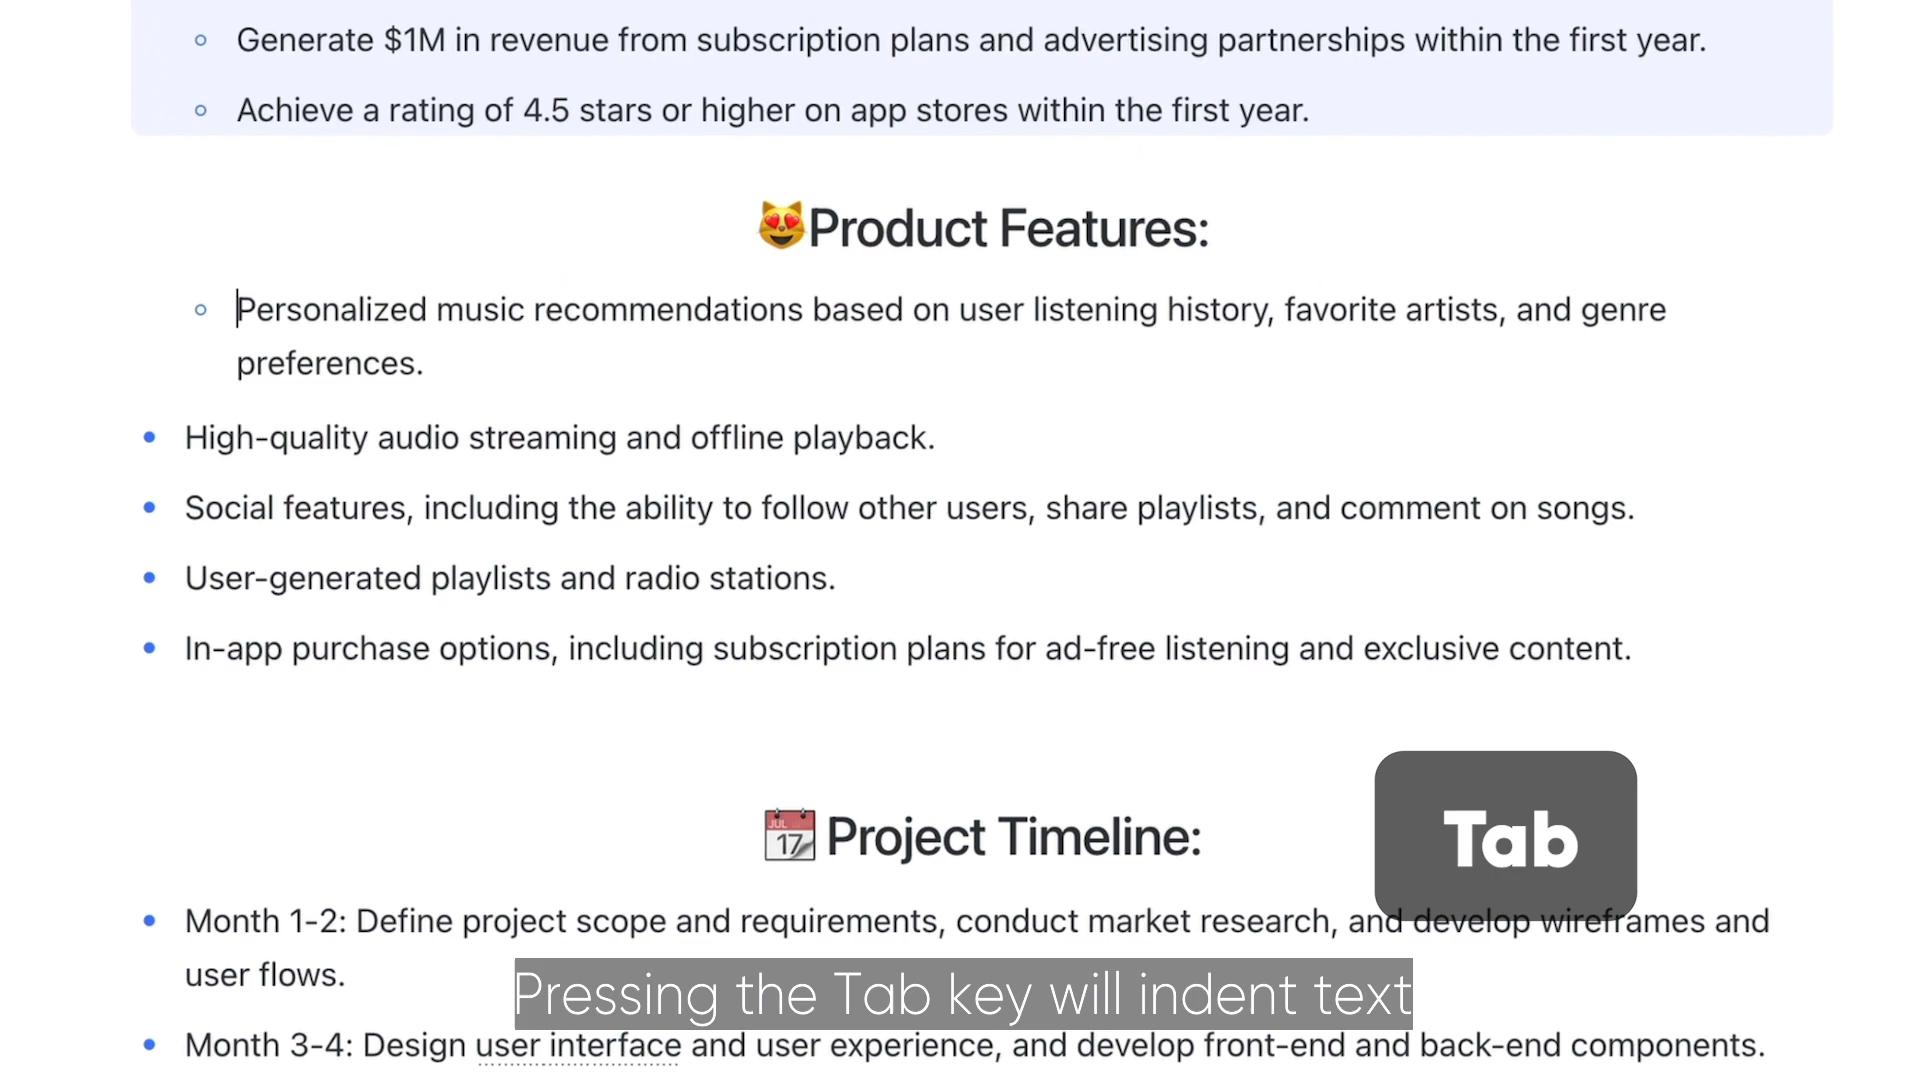 Generate $1M in revenue from subscription plans and advertising partnerships within the first year.
Achieve a rating of 4.5 stars or higher on app stores within the first year.
Product Features:
Personalized music recommendations based on user listening history, favorite artists, and genre
preferences.
High-quality audio streaming and offline playback.
Social features, including the ability to follow other users, share playlists, and comment on songs.
User-generated playlists and radio stations.
In-app purchase options, including subscription plans for ad-free listening and exclusive content.
JUL
17
Project Timeline:
Tab
Month 1-2: Define project scope and requirements, conduct market research, and develop wireframes and
user flows.
Pressing the Tab key will indent text
Month 3-4: Design user interface and user experience, and develop front-end and back-end components.